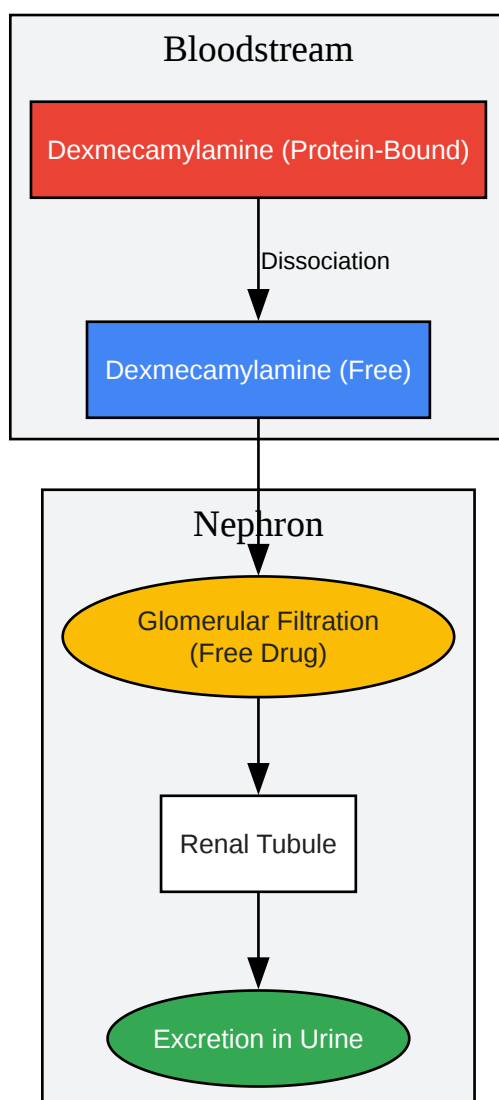 Bloodstream
Dexmecamylamine (Protein-Bound)
Dissociation
Dexmecamylamine (Free)
Nephron
Glomerular Filtration
(Free Drug)
Renal Tubule
Excretion in Urine